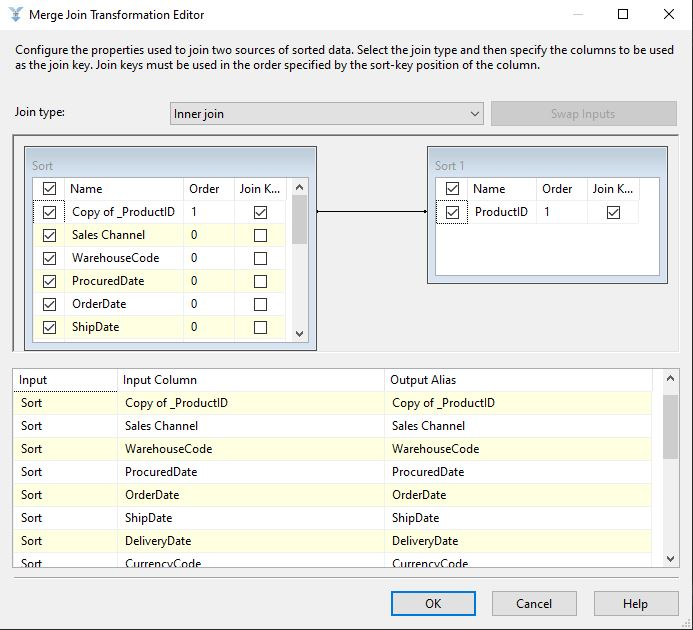 Merge Join Transformation Editor
Configure the properties used to join two sources of sorted data. Select the join type and then specify the columns to be used
as the join key. Join keys must be used in the order specified by the sort-key position of the column.
Join type:
Inner join
Swap Inputs
Sort
Name Order Join K...
Copy of _ProductID 1
Sales Channel 0
WarehouseCode 0
ProcuredDate 0
OrderDate 0
ShipDate 0
Sort 1
Name Order Join K...
ProductID 1
Input Input Column Output Alias
Sort Copy of _ProductID Copy of _ProductID
Sort Sales Channel Sales Channel
Sort WarehouseCode WarehouseCode
Sort ProcuredDate ProcuredDate
Sort OrderDate OrderDate
Sort ShipDate ShipDate
Sort DeliveryDate DeliveryDate
Sort CurrencyCode CurrencyCode
OK Cancel Help